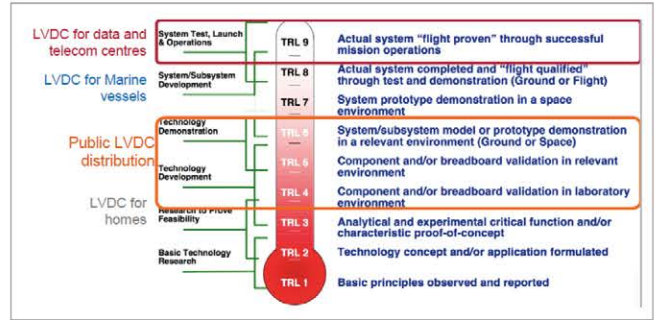 LVDC for data and
telecom centres
LVDC for Marine
vessels
Public LVDC
distribution
LVDC for
homes
System Test, Launch
& Operations
System/Subsystem
Development
Technology
Demonstration
Technology
Development
Research to Prove
Feasibility
Basic Technology
Research
TRL 9
TRL 8
TRL 7
TRL 6
TRL 5
TRL 4
TRL 3
TRL 2
TRL 1
Actual system “flight proven” through successful
mission operations
Actual system completed and “flight qualified”
through test and demonstration (Ground or Flight)
System prototype demonstration in a space
environment
System/subsystem model or prototype demonstration
in a relevant environment (Ground or Space)
Component and/or breadboard validation in relevant
environment
Component and/or breadboard validation in laboratory
environment
Analytical and experimental critical function and/or
characteristic proof-of-concept
Technology concept and/or application formulated
Basic principles observed and reported